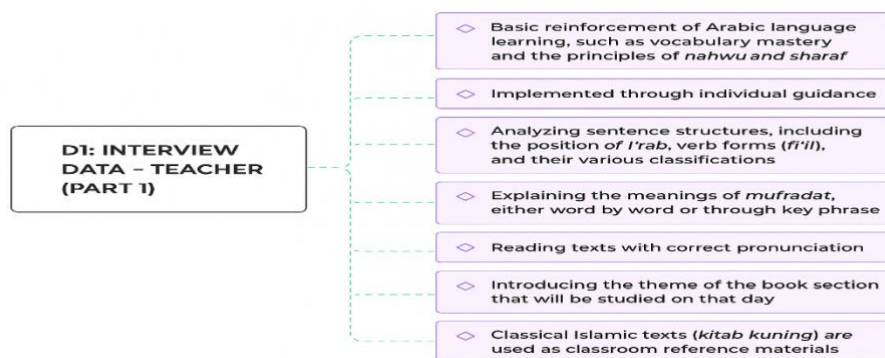 D1: INTERVIEW
DATA – TEACHER
(PART 1)
Basic reinforcement of Arabic language
learning, such as vocabulary mastery
and the principles of nahwu and sharaf
Implemented through individual guidance
Analyzing sentence structures, including
the position of I'rab, verb forms (fi'il),
and their various classifications
Explaining the meanings of mufradat,
either word by word or through key phrase
Reading texts with correct pronunciation
Introducing the theme of the book section
that will be studied on that day
Classical Islamic texts (kitab kuning) are
used as classroom reference materials